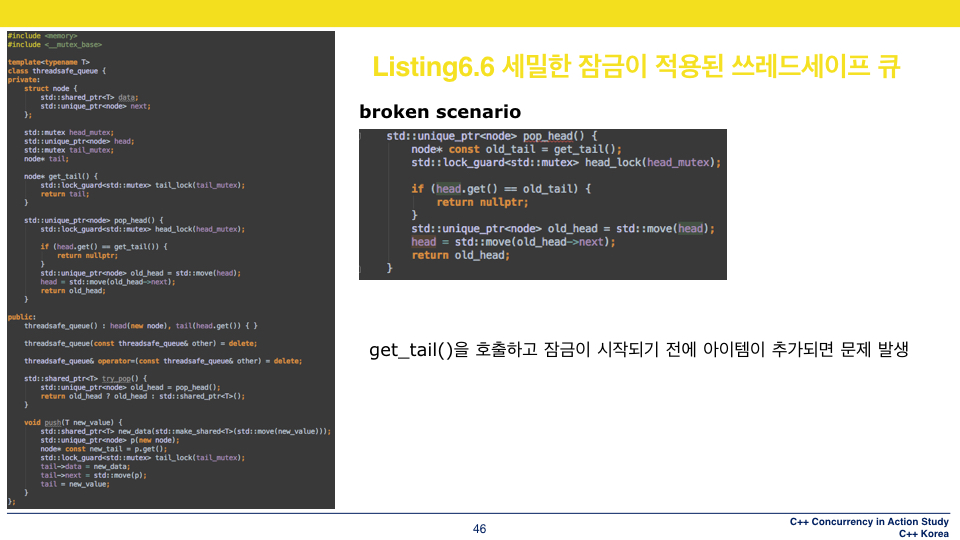 #include <memory>
#include <__mutex_base>
template<typename T>
class threadsafe_queue {
private:
struct node {
std::shared_ptr<T> data;
std::unique_ptr<node> next;
};
std::mutex head_mutex;
std::unique_ptr<node> head;
std::mutex tail_mutex;
node* tail;
node* get_tail() {
std::lock_guard<std::mutex> tail_lock(tail_mutex);
return tail;
}
std::unique_ptr<node> pop_head() {
std::lock_guard<std::mutex> head_lock(head_mutex);
if (head.get() == get_tail()) {
return nullptr;
}
std::unique_ptr<node> old_head = std::move(head);
head = std::move(old_head->next);
return old_head;
}
public:
threadsafe_queue() : head(new node), tail(head.get()) { }
threadsafe_queue(const threadsafe_queue& other) = delete;
threadsafe_queue& operator=(const threadsafe_queue& other) = delete;
std::shared_ptr<T> try_pop() {
std::unique_ptr<node> old_head = pop_head();
return old_head ? old_head : std::shared_ptr<T>();
}
void push(T new_value) {
std::shared_ptr<T> new_data(std::make_shared<T>(std::move(new_value)));
std::unique_ptr<node> p(new node);
node* const new_tail = p.get();
std::lock_guard<std::mutex> tail_lock(tail_mutex);
tail->data = new_data;
tail->next = std::move(p);
tail = new_value;
}
};
Listing6.6 세밀한 잠금이 적용된 쓰레드세이프 큐
broken scenario
std::unique_ptr<node> pop_head() {
node* const old_tail = get_tail();
std::lock_guard<std::mutex> head_lock(head_mutex);
if (head.get() == old_tail) {
return nullptr;
}
std::unique_ptr<node> old_head = std::move(head);
head = std::move(old_head->next);
return old_head;
}
get_tail()을 호출하고 잠금이 시작되기 전에 아이템이 추가되면 문제 발생
46
C++ Concurrency in Action Study
C++ Korea